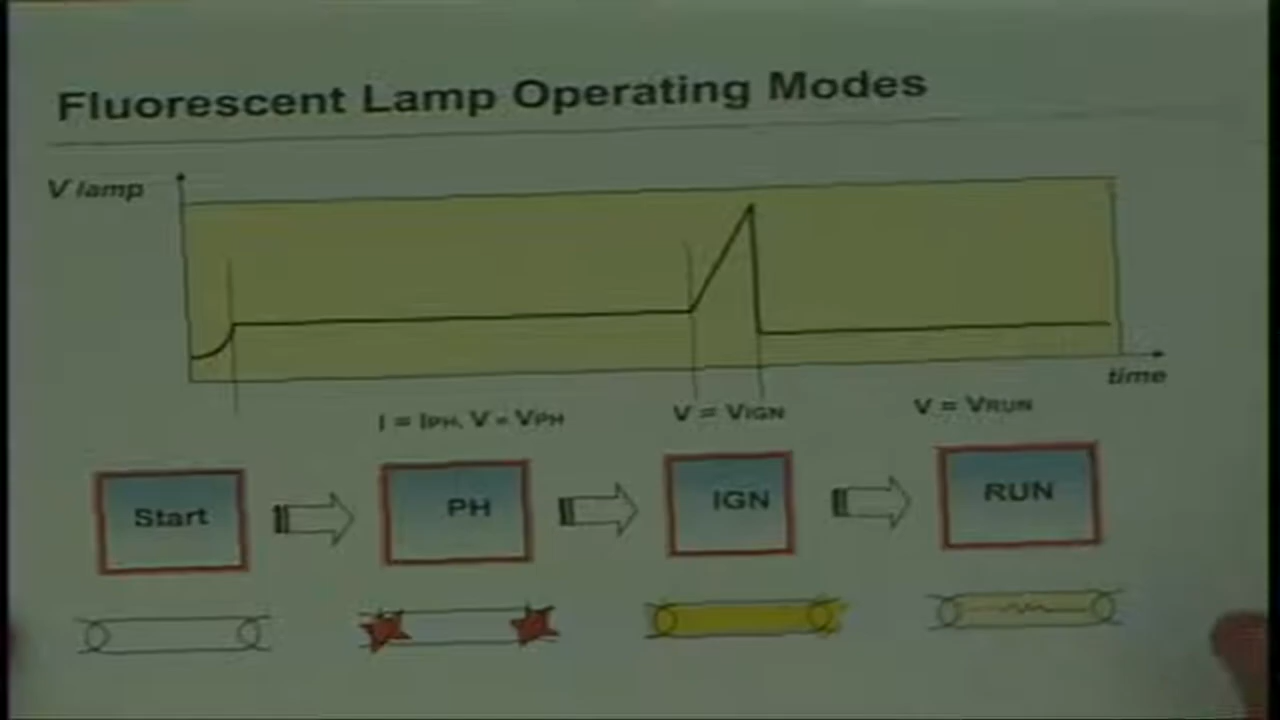 Fluorescent Lamp Operating Modes
V lamp
time
I = IPH, V = VPH
V = VIGN
V = VRUN
Start
PH
IGN
RUN